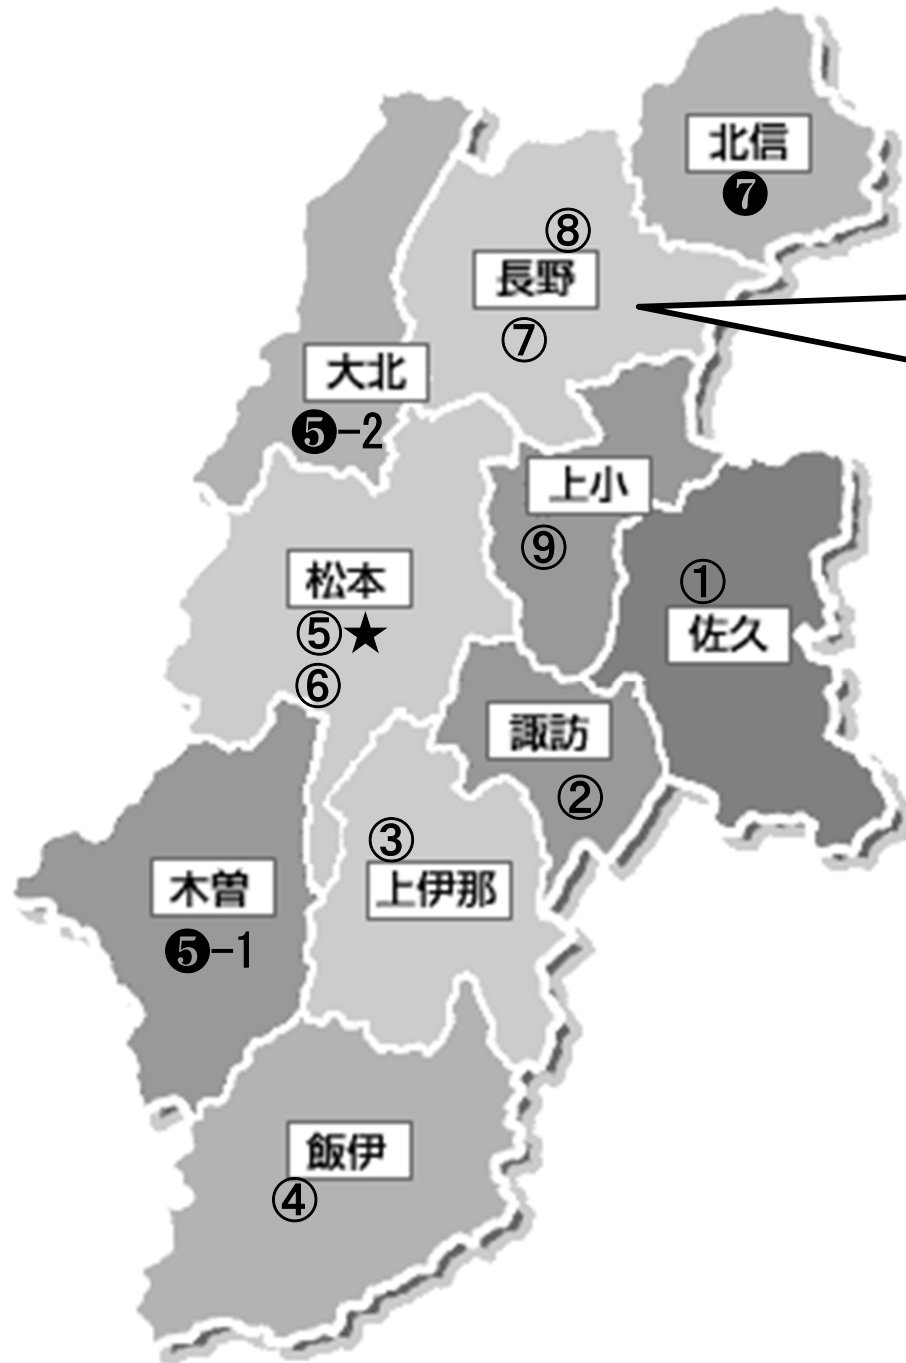 北信
❼
⑧
長野
⑦
大北
❺-2
上小
⑨
松本
⑤★
⑥
①
佐久
諏訪
②
③
上伊那
木曽
❺-1
飯伊
④